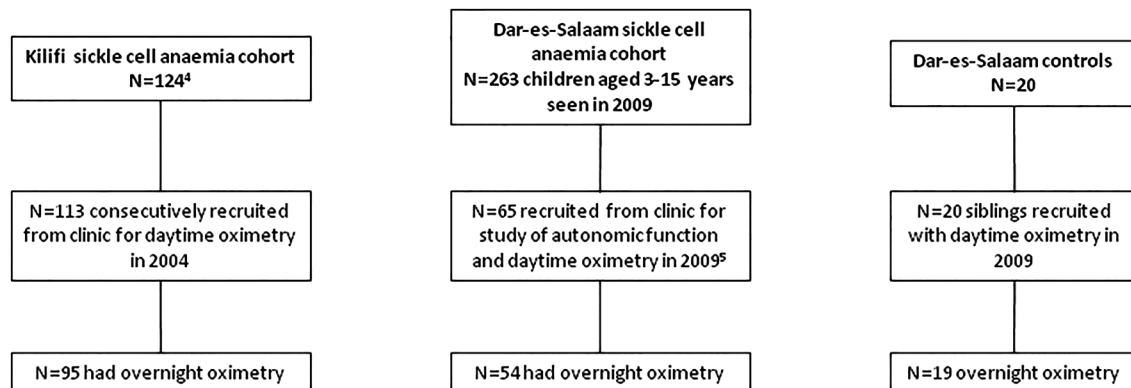 Kilifi sickle cell anaemia cohort
N=124⁴
Dar-es-Salaam sickle cell
anaemia cohort
N=263 children aged 3-15 years
seen in 2009
Dar-es-Salaam controls
N=20
N=113 consecutively recruited
from clinic for daytime oximetry
in 2004
N=65 recruited from clinic for
study of autonomic function
and daytime oximetry in 2009⁵
N=20 siblings recruited
with daytime oximetry in
2009
N=95 had overnight oximetry
N=54 had overnight oximetry
N=19 overnight oximetry